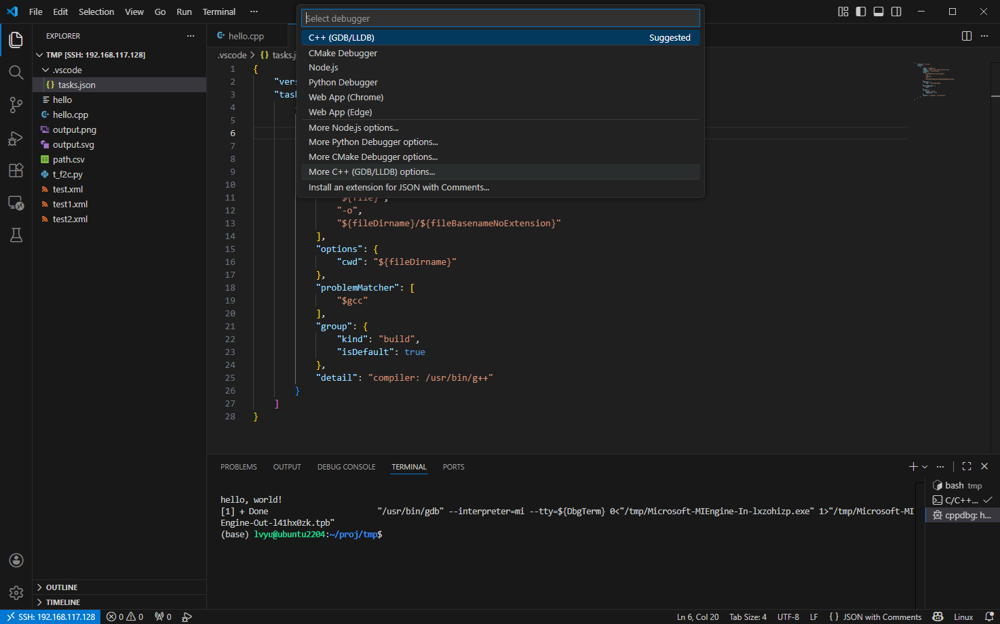 File Edit Selection View Go Run Terminal ···
Select debugger
C++ (GDB/LLDB) Suggested
CMake Debugger
Node.js
Python Debugger
Web App (Chrome)
Web App (Edge)
More Node.js options...
More Python Debugger options...
More CMake Debugger options...
More C++ (GDB/LLDB) options...
Install an extension for JSON with Comments...
EXPLORER ···
TMP [SSH: 192.168.117.128]
.vscode
{} tasks.json
hello
hello.cpp
output.png
output.svg
path.csv
t_f2c.py
test.xml
test1.xml
test2.xml
OUTLINE
TIMELINE
hello.cpp
.vscode > {} tasks.j
1 {
2 "ver
3 "tas
4
5
6
7
8
9
10
11 "${file}",
12 "-o",
13 "${fileDirname}/${fileBasenameNoExtension}"
14 ],
15 "options": {
16 "cwd": "${fileDirname}"
17 },
18 "problemMatcher": [
19 "$gcc"
20 ],
21 "group": {
22 "kind": "build",
23 "isDefault": true
24 },
25 "detail": "compiler: /usr/bin/g++"
26 }
27 ]
28 }
PROBLEMS OUTPUT DEBUG CONSOLE TERMINAL PORTS
hello, world!
[1] + Done "/usr/bin/gdb" --interpreter=mi --tty=${DbgTerm} 0<"/tmp/Microsoft-MIEngine-In-lxzohizp.exe" 1>"/tmp/Microsoft-MI
Engine-Out-l41hx0zk.tpb"
(base) lvyu@ubuntu2204:~/proj/tmp$
bash tmp
C/C++...
cppdbg: h...
SSH: 192.168.117.128 0 0 0 Ln 6, Col 20 Tab Size: 4 UTF-8 LF {} JSON with Comments Linux